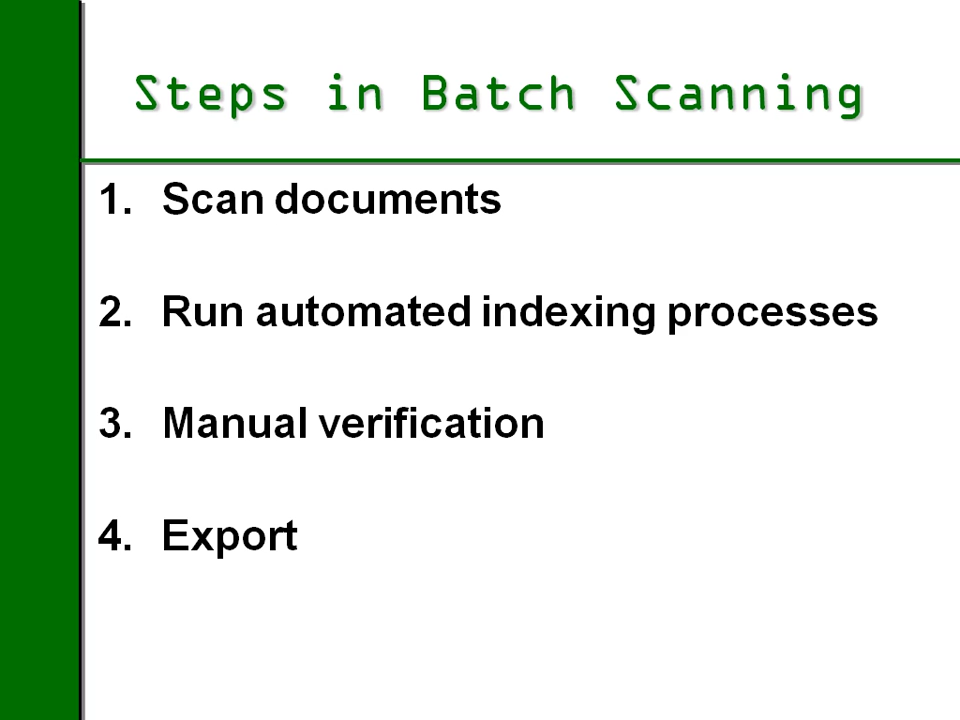 Steps in Batch Scanning
1. Scan documents
2. Run automated indexing processes
3. Manual verification
4. Export